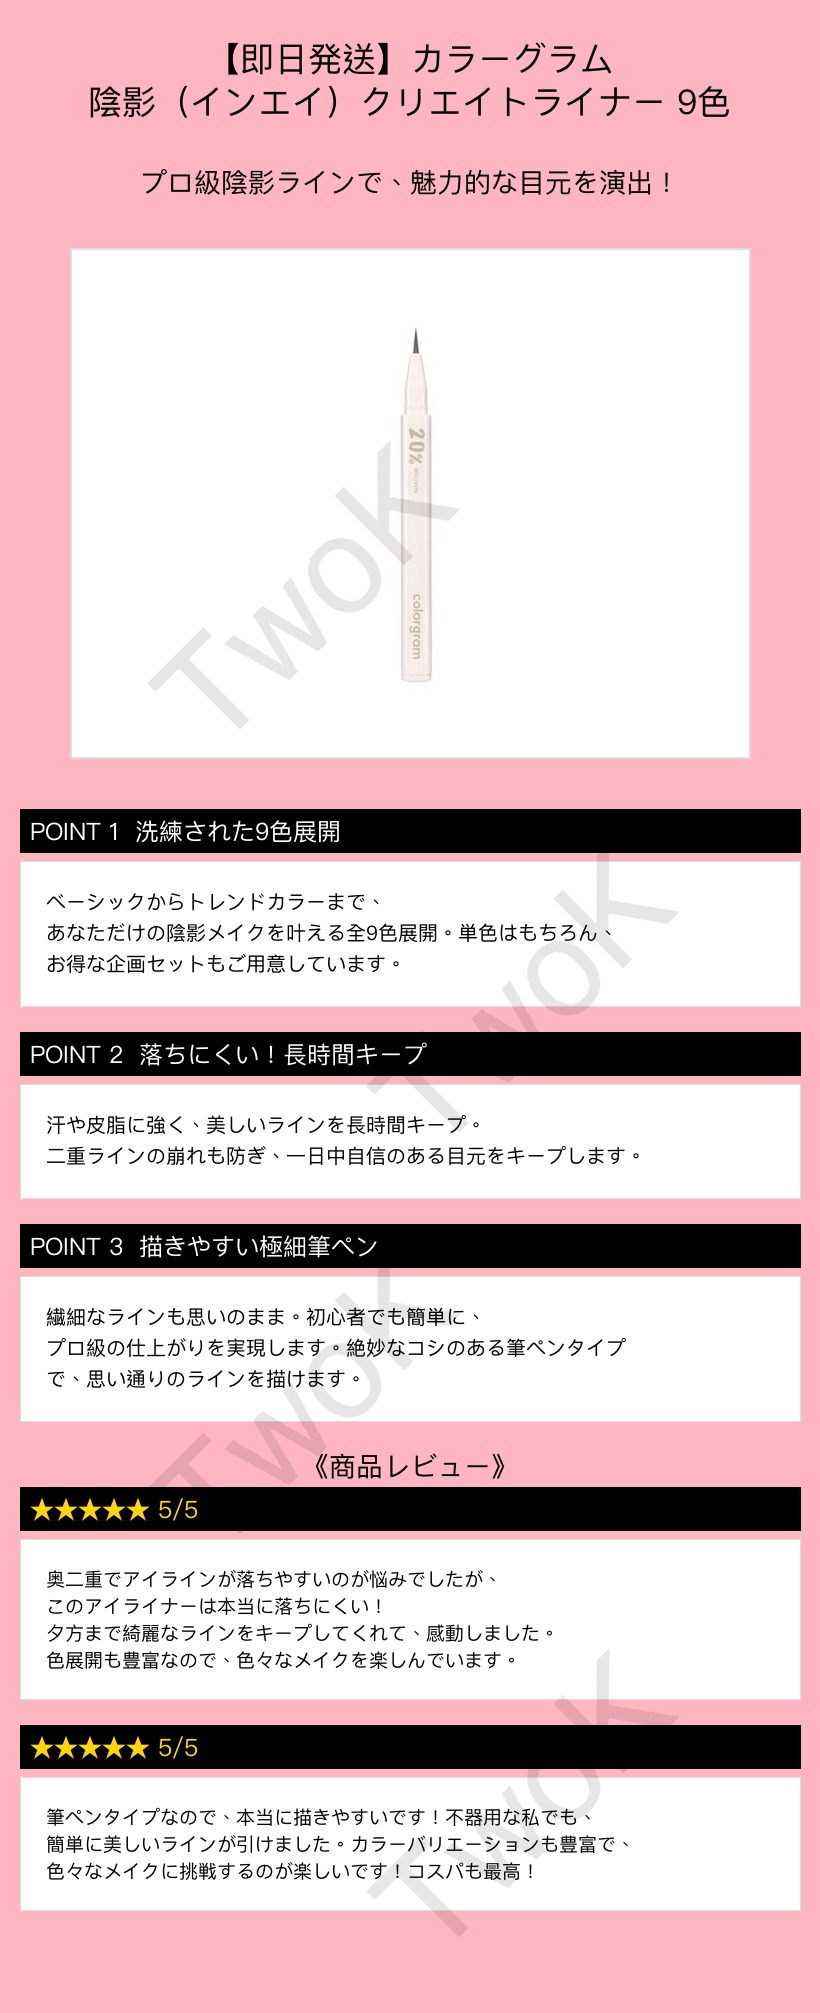 【即日発送】カラーグラム
陰影（インエイ）クリエイトライナー 9色
プロ級陰影ラインで、魅力的な目元を演出！
20% BROWN
colorgram
TwoK
POINT 1 洗練された9色展開
ベーシックからトレンドカラーまで、
あなただけの陰影メイクを叶える全9色展開。単色はもちろん、
お得な企画セットもご用意しています。
TwoK
POINT 2 落ちにくい！長時間キープ
汗や皮脂に強く、美しいラインを長時間キープ。
二重ラインの崩れも防ぎ、一日中自信のある目元をキープします。
POINT 3 描きやすい極細筆ペン
繊細なラインも思いのまま。初心者でも簡単に、
プロ級の仕上がりを実現します。絶妙なコシのある筆ペンタイプ
で、思い通りのラインを描けます。
TwoK
《商品レビュー》
★★★★★ 5/5
奥二重でアイラインが落ちやすいのが悩みでしたが、
このアイライナーは本当に落ちにくい！
夕方まで綺麗なラインをキープしてくれて、感動しました。
色展開も豊富なので、色々なメイクを楽しんでいます。
★★★★★ 5/5
筆ペンタイプなので、本当に描きやすいです！不器用な私でも、
簡単に美しいラインが引けました。カラーバリエーションも豊富で、
色々なメイクに挑戦するのが楽しいです！コスパも最高！
TwoK